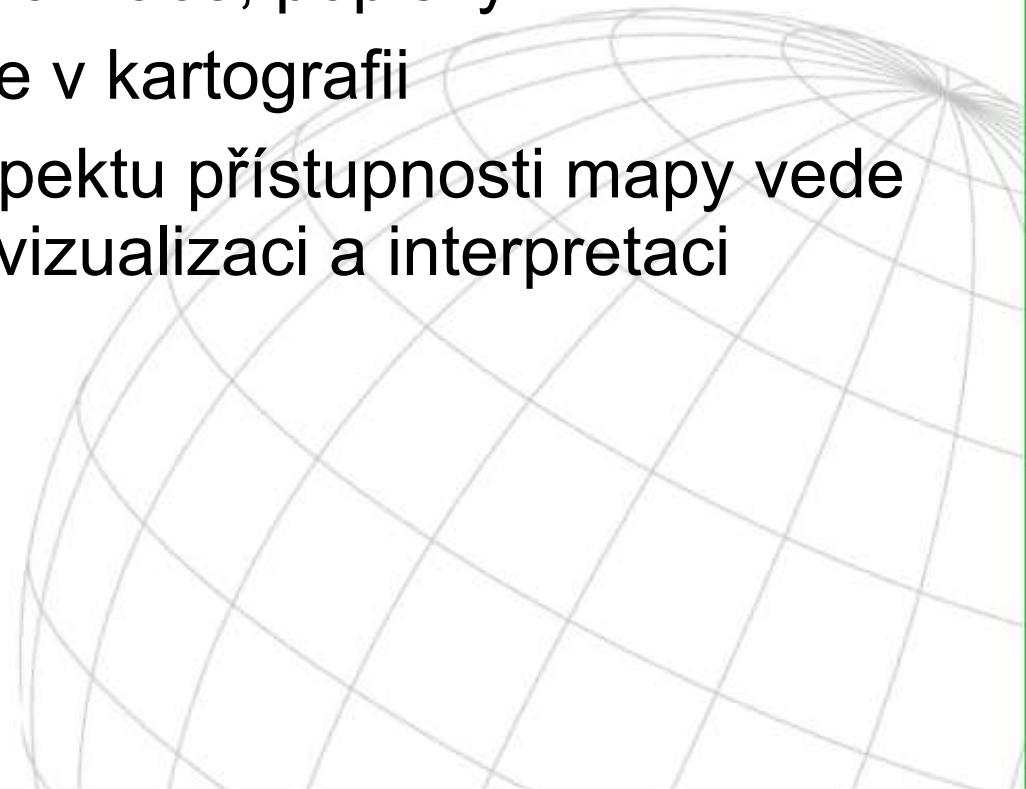 e v kartografii
pektu přístupnosti mapy vede
vizualizaci a interpretaci